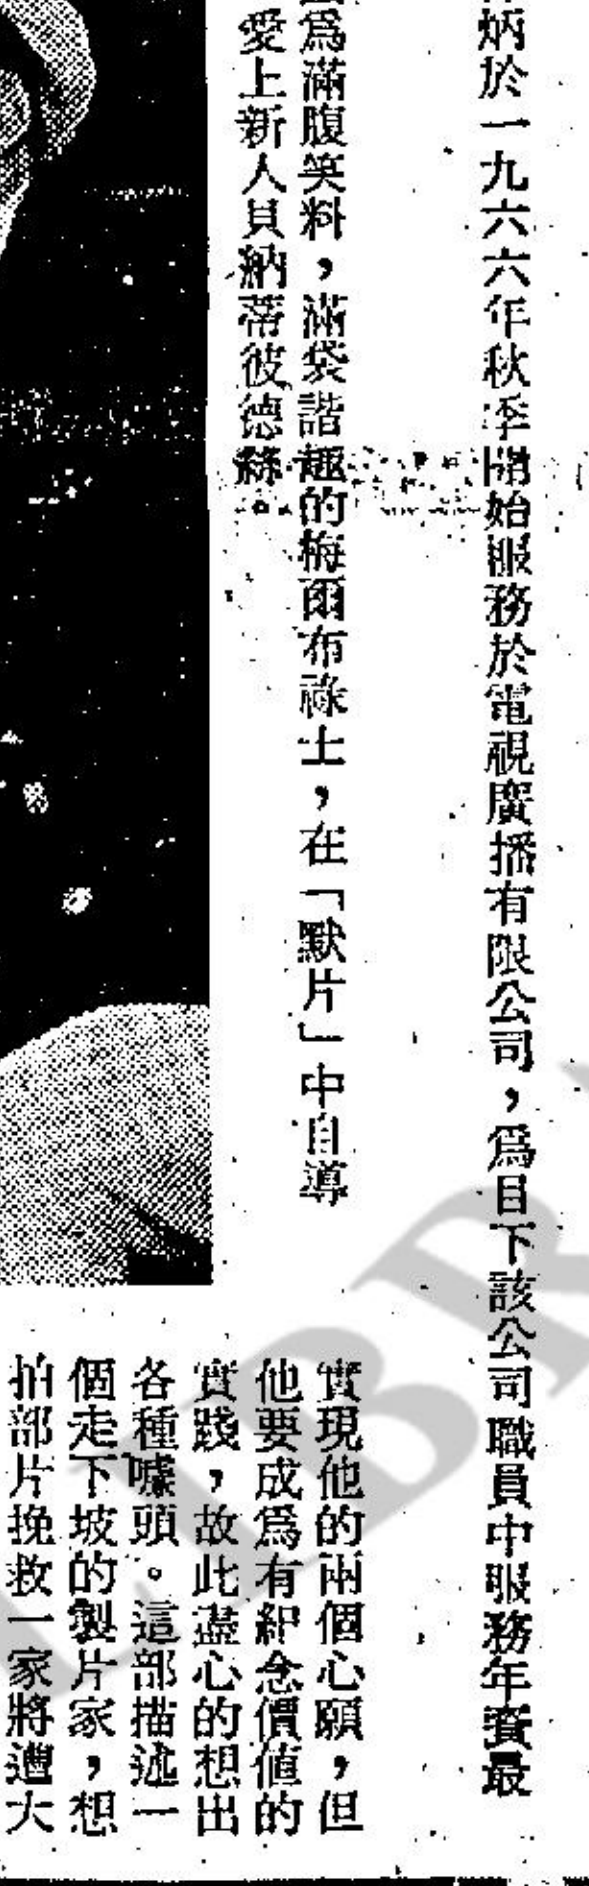 炳於一九六六年秋季開始服務於電視廣播有限公司，爲目下該公司職員中服務年資最
爲滿腹笑料，滿袋諧趣的梅爾布祿士，在「默片」中自導
愛上新人貝納蒂彼德絲。
實現他的兩個心願，但
他要成爲有紀念價値的
實踐，故此盡心的想出
各種噱頭。這部描述一
個走下坡的製片家，想
拍部片挽救一家將遭大